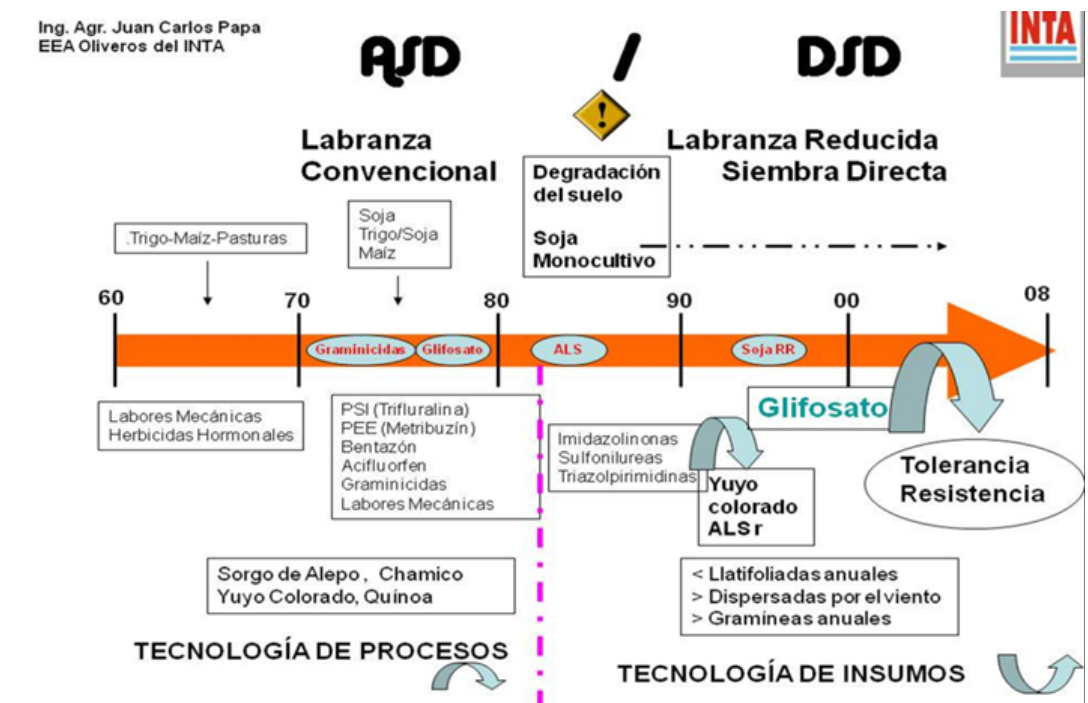 Ing. Agr. Juan Carlos Papa
EEA Oliveros del INTA
INTA
ASD / DSD
!
Labranza
Convencional
Labranza Reducida
Siembra Directa
Degradación
del suelo
Soja
Monocultivo
.Trigo-Maíz-Pasturas
Soja
Trigo/Soja
Maíz
60
70
80
90
00
08
Graminicidas
Glifosato
ALS
Soja RR
Labores Mecánicas
Herbicidas Hormonales
PSI (Trifluralina)
PEE (Metribuzín)
Bentazón
Acifluorfen
Graminicidas
Labores Mecánicas
Imidazolinonas
Sulfonilureas
Triazolpirimidinas
Yuyo
colorado
ALS r
Glifosato
Tolerancia
Resistencia
Sorgo de Alepo , Chamico
Yuyo Colorado, Quínoa
< Llatifoliadas anuales
> Dispersadas por el viento
> Gramíneas anuales
TECNOLOGÍA DE PROCESOS
TECNOLOGÍA DE INSUMOS